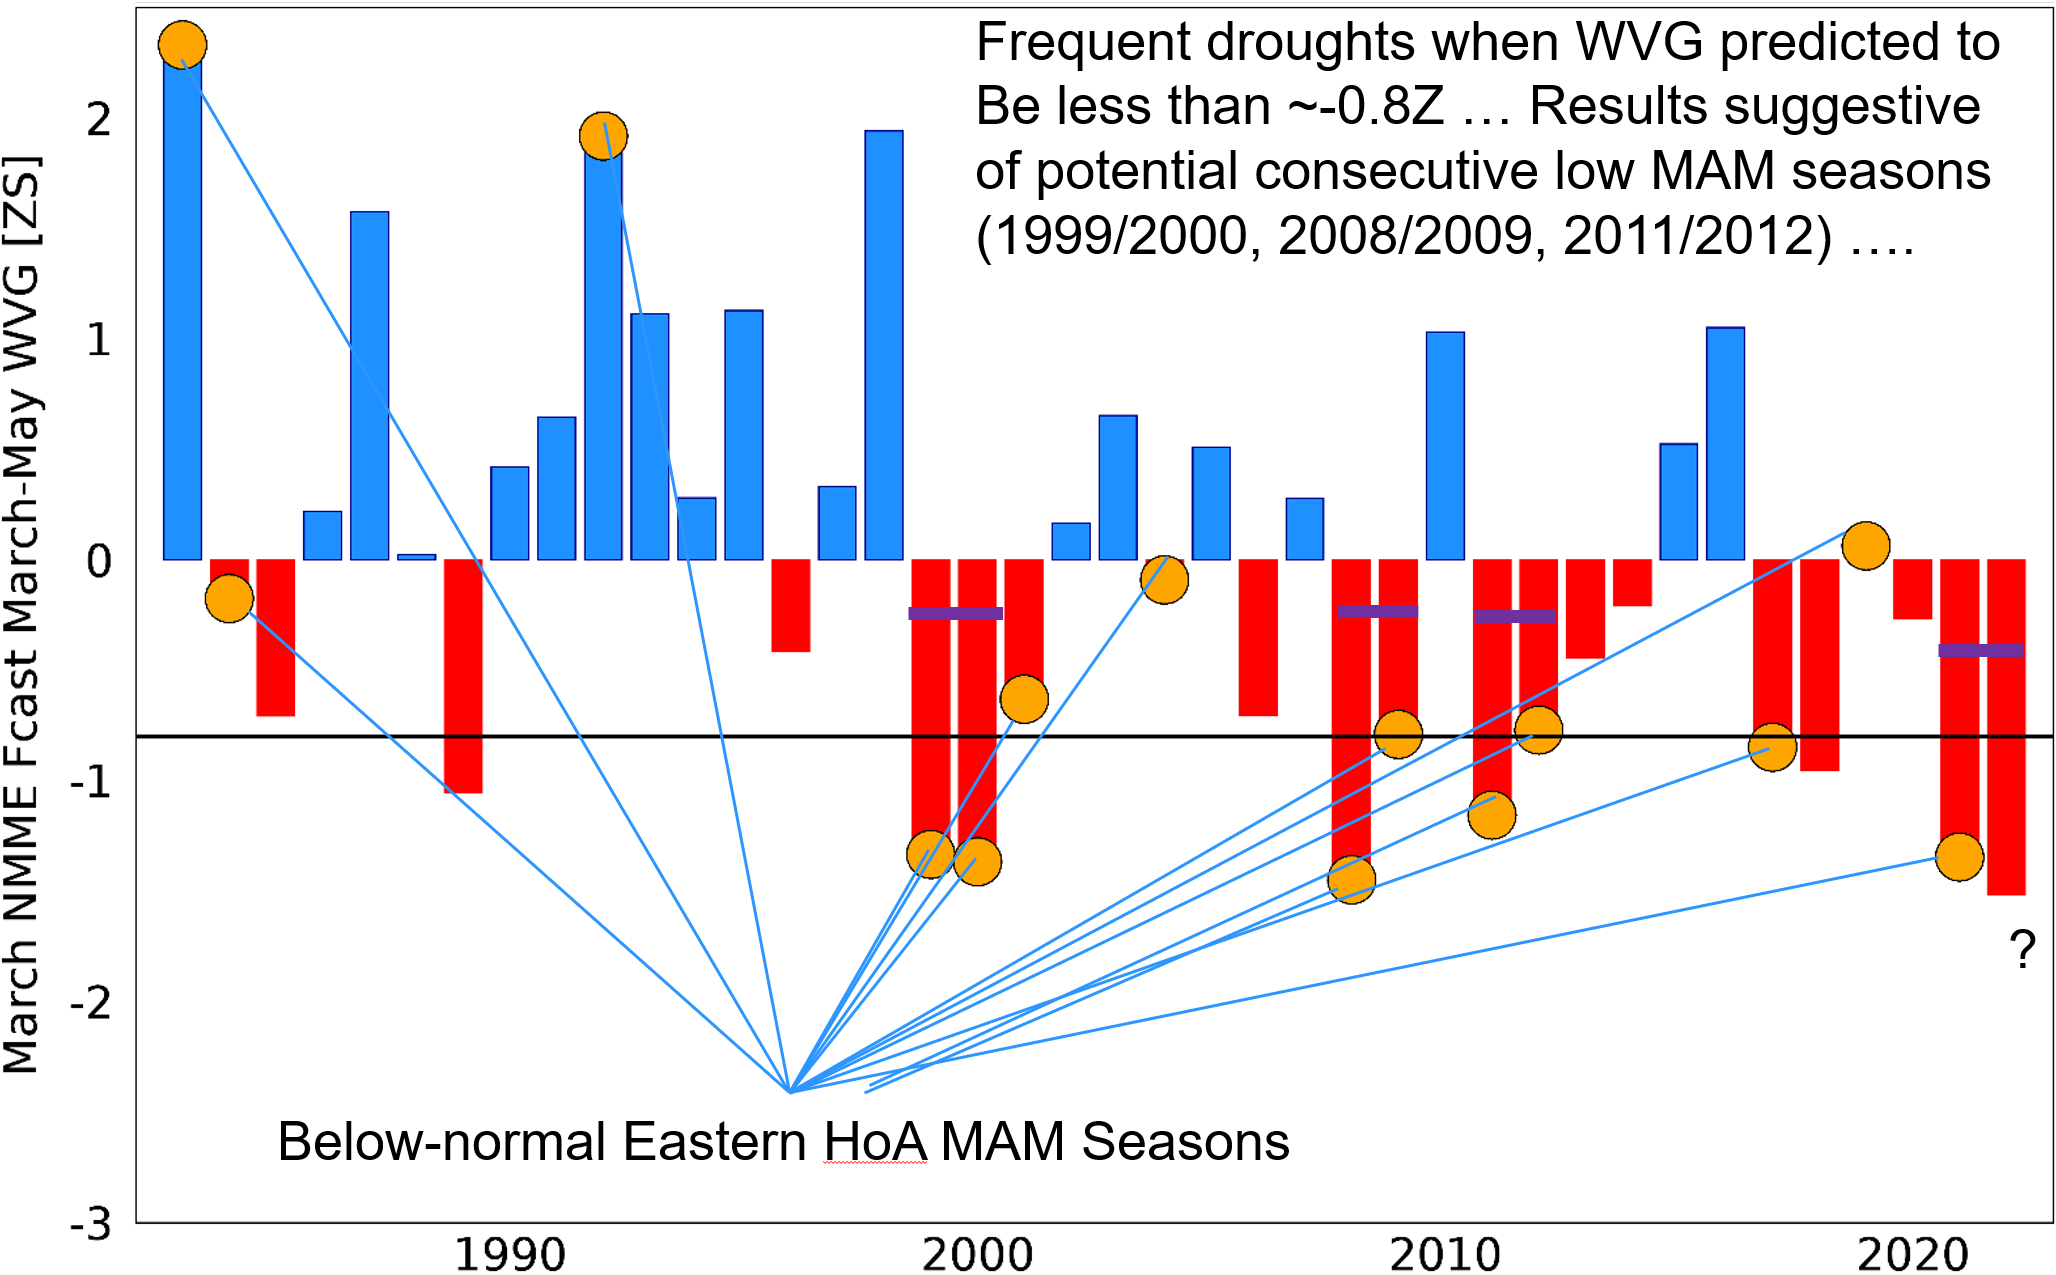 Frequent droughts when WVG predicted to
Be less than ~-0.8Z … Results suggestive
of potential consecutive low MAM seasons
(1999/2000, 2008/2009, 2011/2012) ….
March NMME Fcast March-May WVG [ZS]
2
1
0
-1
-2
-3
?
Below-normal Eastern HoA MAM Seasons
1990 2000 2010 2020